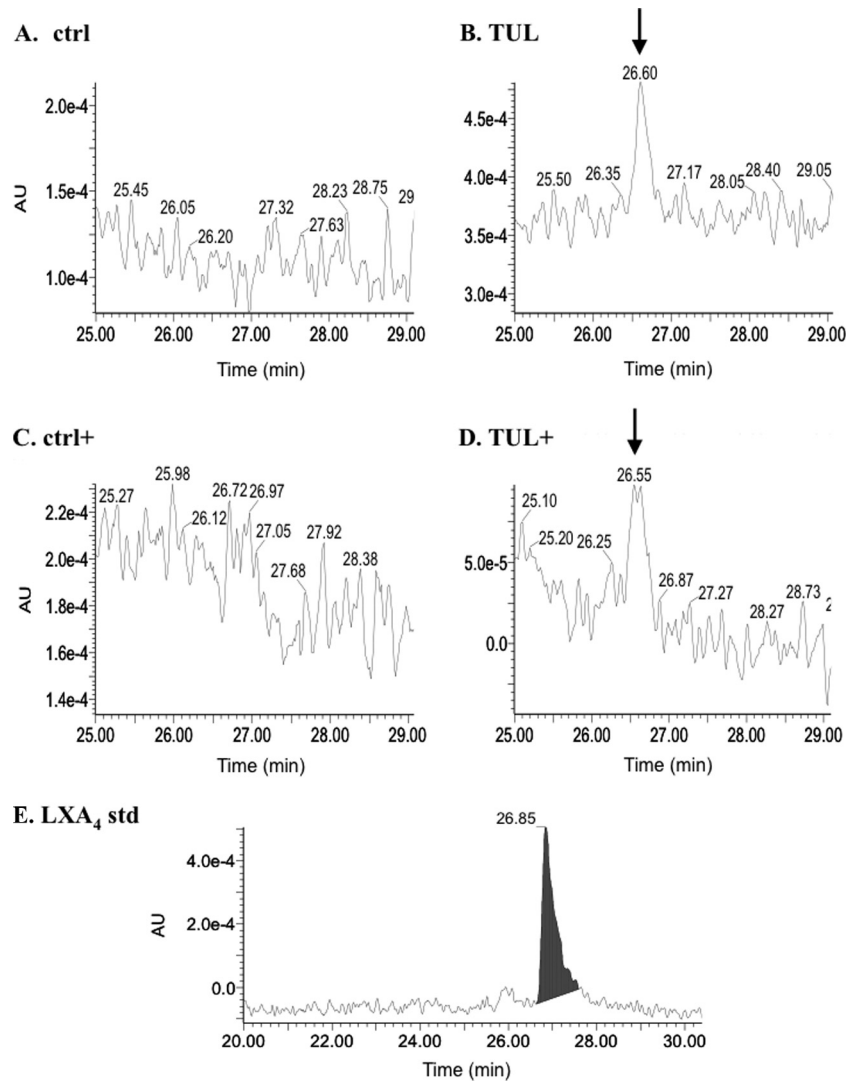 A. ctrl
2.0e-4
1.5e-4
1.0e-4
AU
25.45
26.05
26.20
27.32
27.63
28.23
28.75
29
25.00 26.00 27.00 28.00 29.00
Time (min)
B. TUL
4.5e-4
4.0e-4
3.5e-4
3.0e-4
25.50
26.35
26.60
27.17
28.05
28.40
29.05
25.00 26.00 27.00 28.00 29.00
Time (min)
C. ctrl+
2.2e-4
2.0e-4
1.8e-4
1.6e-4
1.4e-4
AU
25.27
25.98
26.12
26.72
26.97
27.05
27.68
27.92
28.38
25.00 26.00 27.00 28.00 29.00
Time (min)
D. TUL+
5.0e-5
0.0
25.10
25.20
26.25
26.55
26.87
27.27
28.27
28.73
25.00 26.00 27.00 28.00 29.00
Time (min)
E. LXA₄ std
4.0e-4
2.0e-4
0.0
AU
26.85
20.00 22.00 24.00 26.00 28.00 30.00
Time (min)